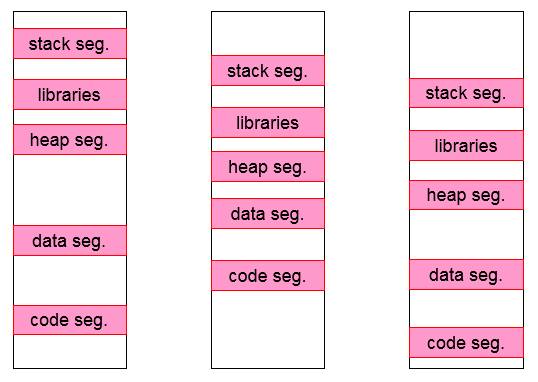 stack seg.
libraries
heap seg.
data seg.
code seg.
stack seg.
libraries
heap seg.
data seg.
code seg.
stack seg.
libraries
heap seg.
data seg.
code seg.